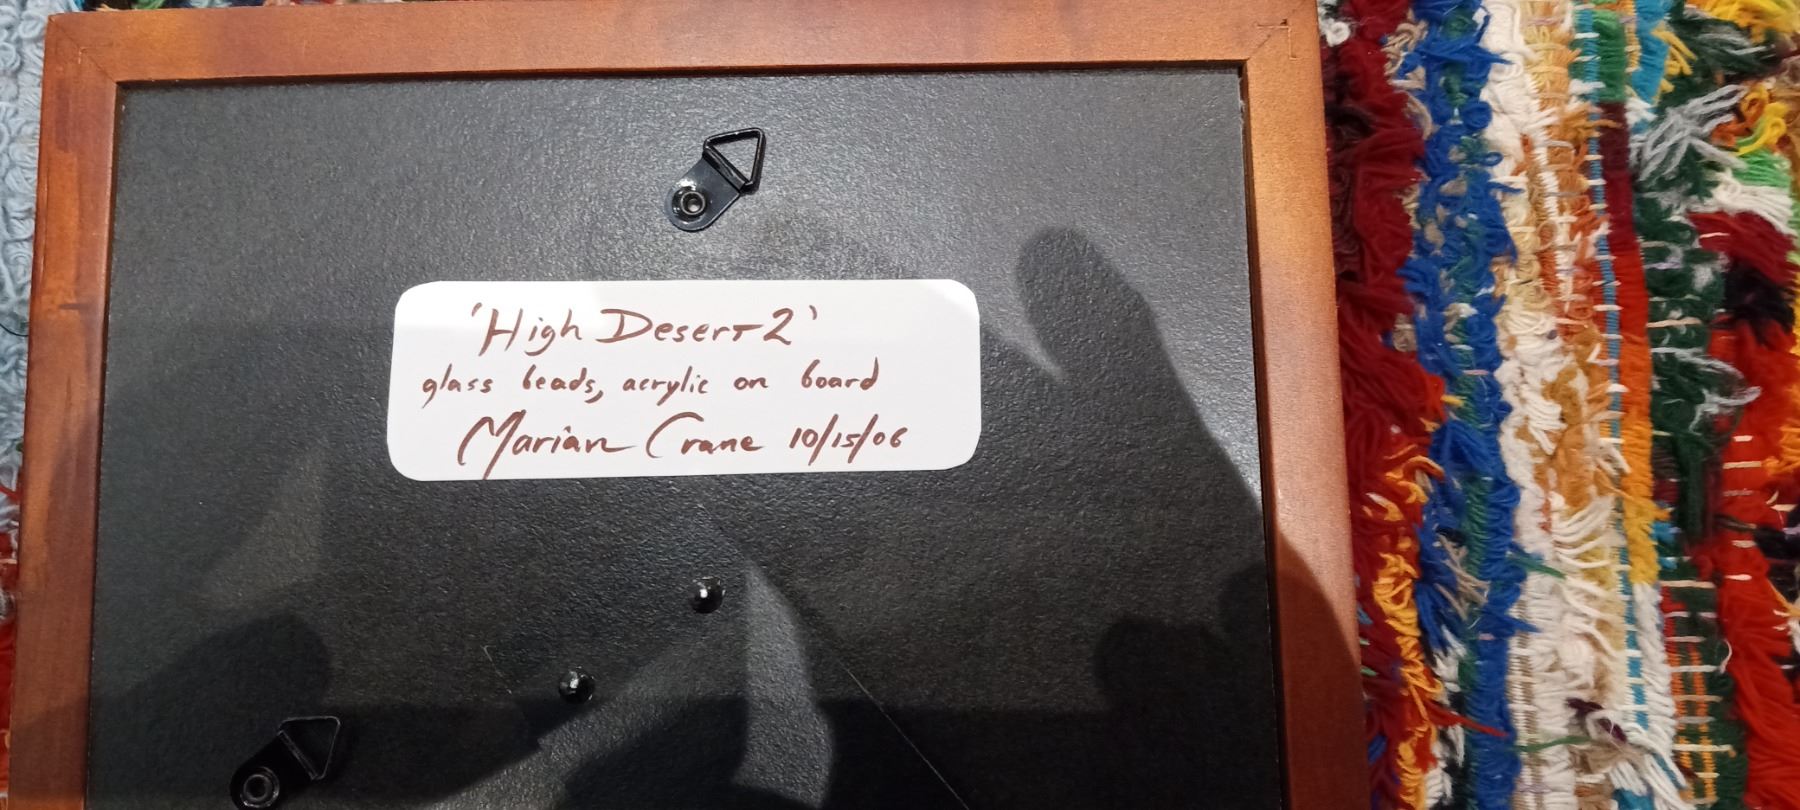 'High Desert 2'
glass beads, acrylic on board
Marian Crane 10/15/06